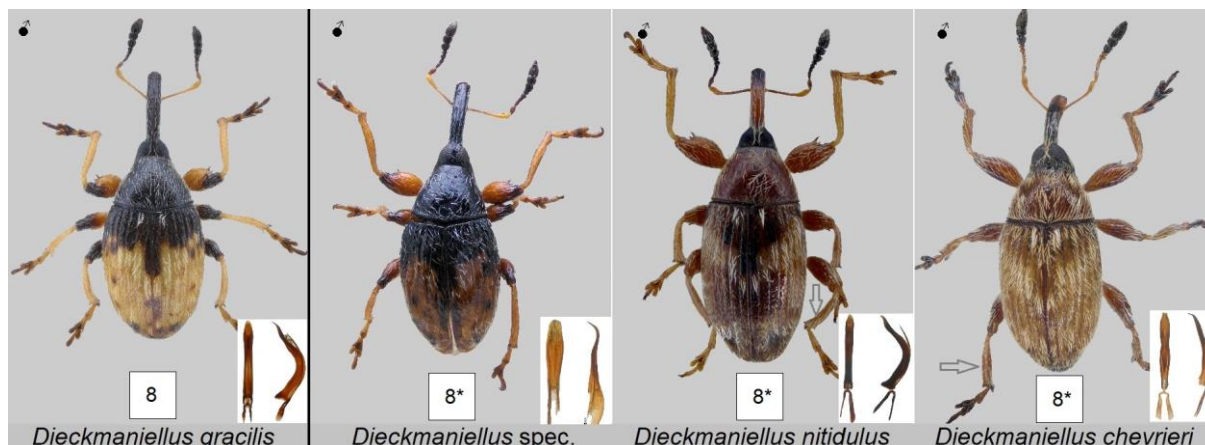 8
Dieckmaniellus gracilis
8*
Dieckmaniellus spec.
8*
Dieckmaniellus nitidulus
8*
Dieckmaniellus chevrieri